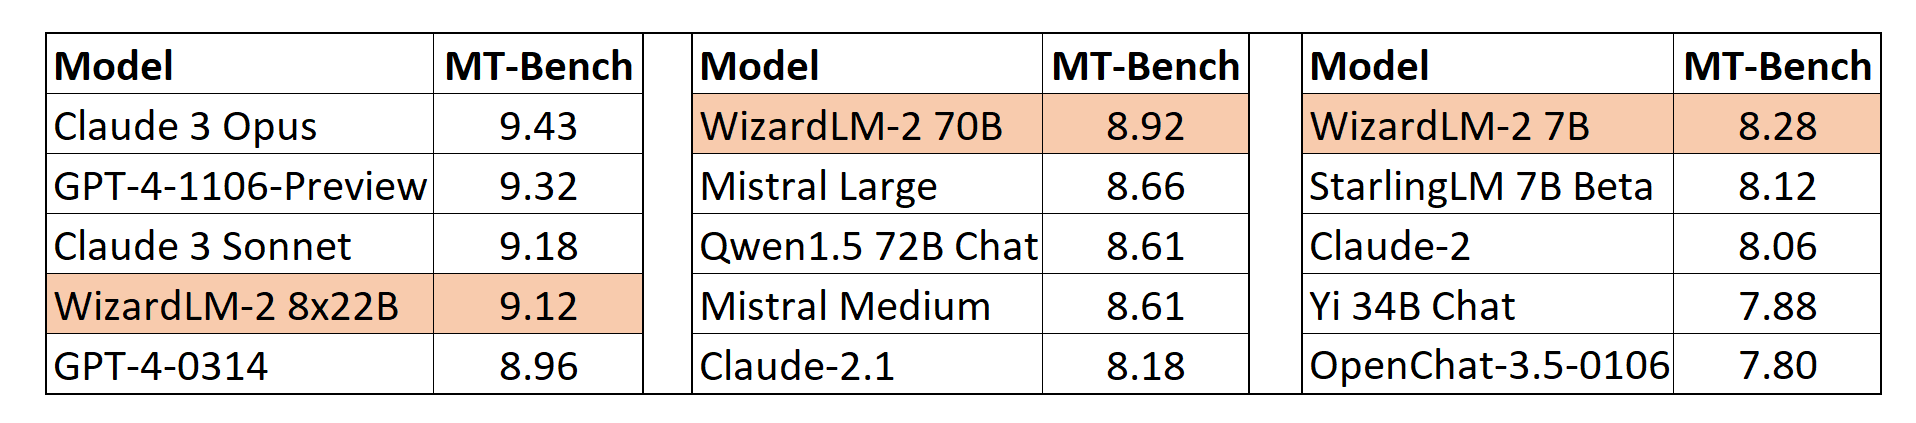 Model MT-Bench Model MT-Bench Model MT-Bench
Claude 3 Opus 9.43 WizardLM-2 70B 8.92 WizardLM-2 7B 8.28
GPT-4-1106-Preview 9.32 Mistral Large 8.66 StarlingLM 7B Beta 8.12
Claude 3 Sonnet 9.18 Qwen1.5 72B Chat 8.61 Claude-2 8.06
WizardLM-2 8x22B 9.12 Mistral Medium 8.61 Yi 34B Chat 7.88
GPT-4-0314 8.96 Claude-2.1 8.18 OpenChat-3.5-0106 7.80